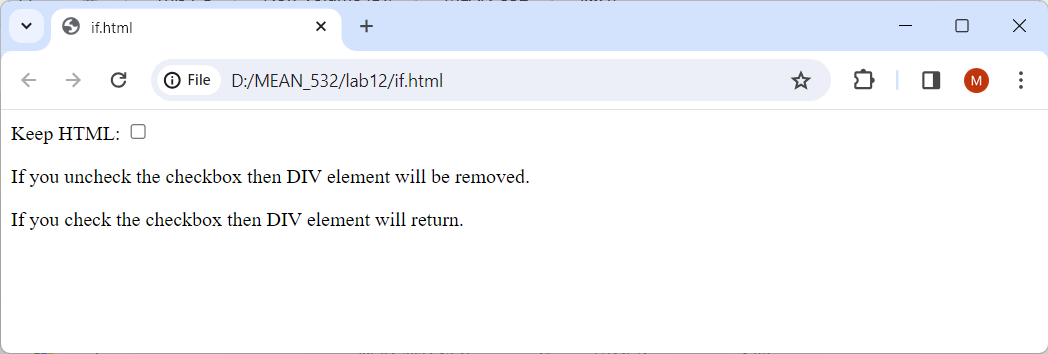 if.html
File D:/MEAN_532/lab12/if.html M
Keep HTML:
If you uncheck the checkbox then DIV element will be removed.
If you check the checkbox then DIV element will return.